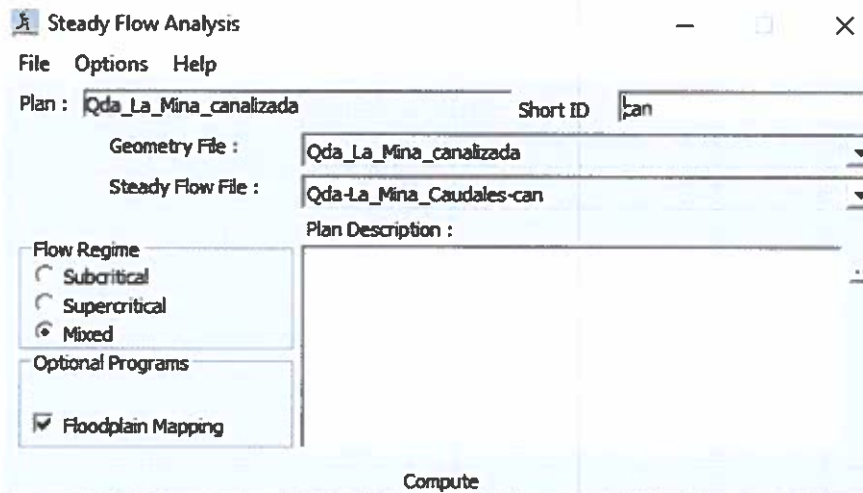 Steady Flow Analysis
File Options Help
Plan : Qda_La_Mina_canalizada Short ID can
Geometry File : Qda_La_Mina_canalizada
Steady Flow File : Qda-La_Mina_Caudales-can
Plan Description :
Flow Regime
Subcritical
Supercritical
Mixed
Optional Programs
Floodplain Mapping
Compute